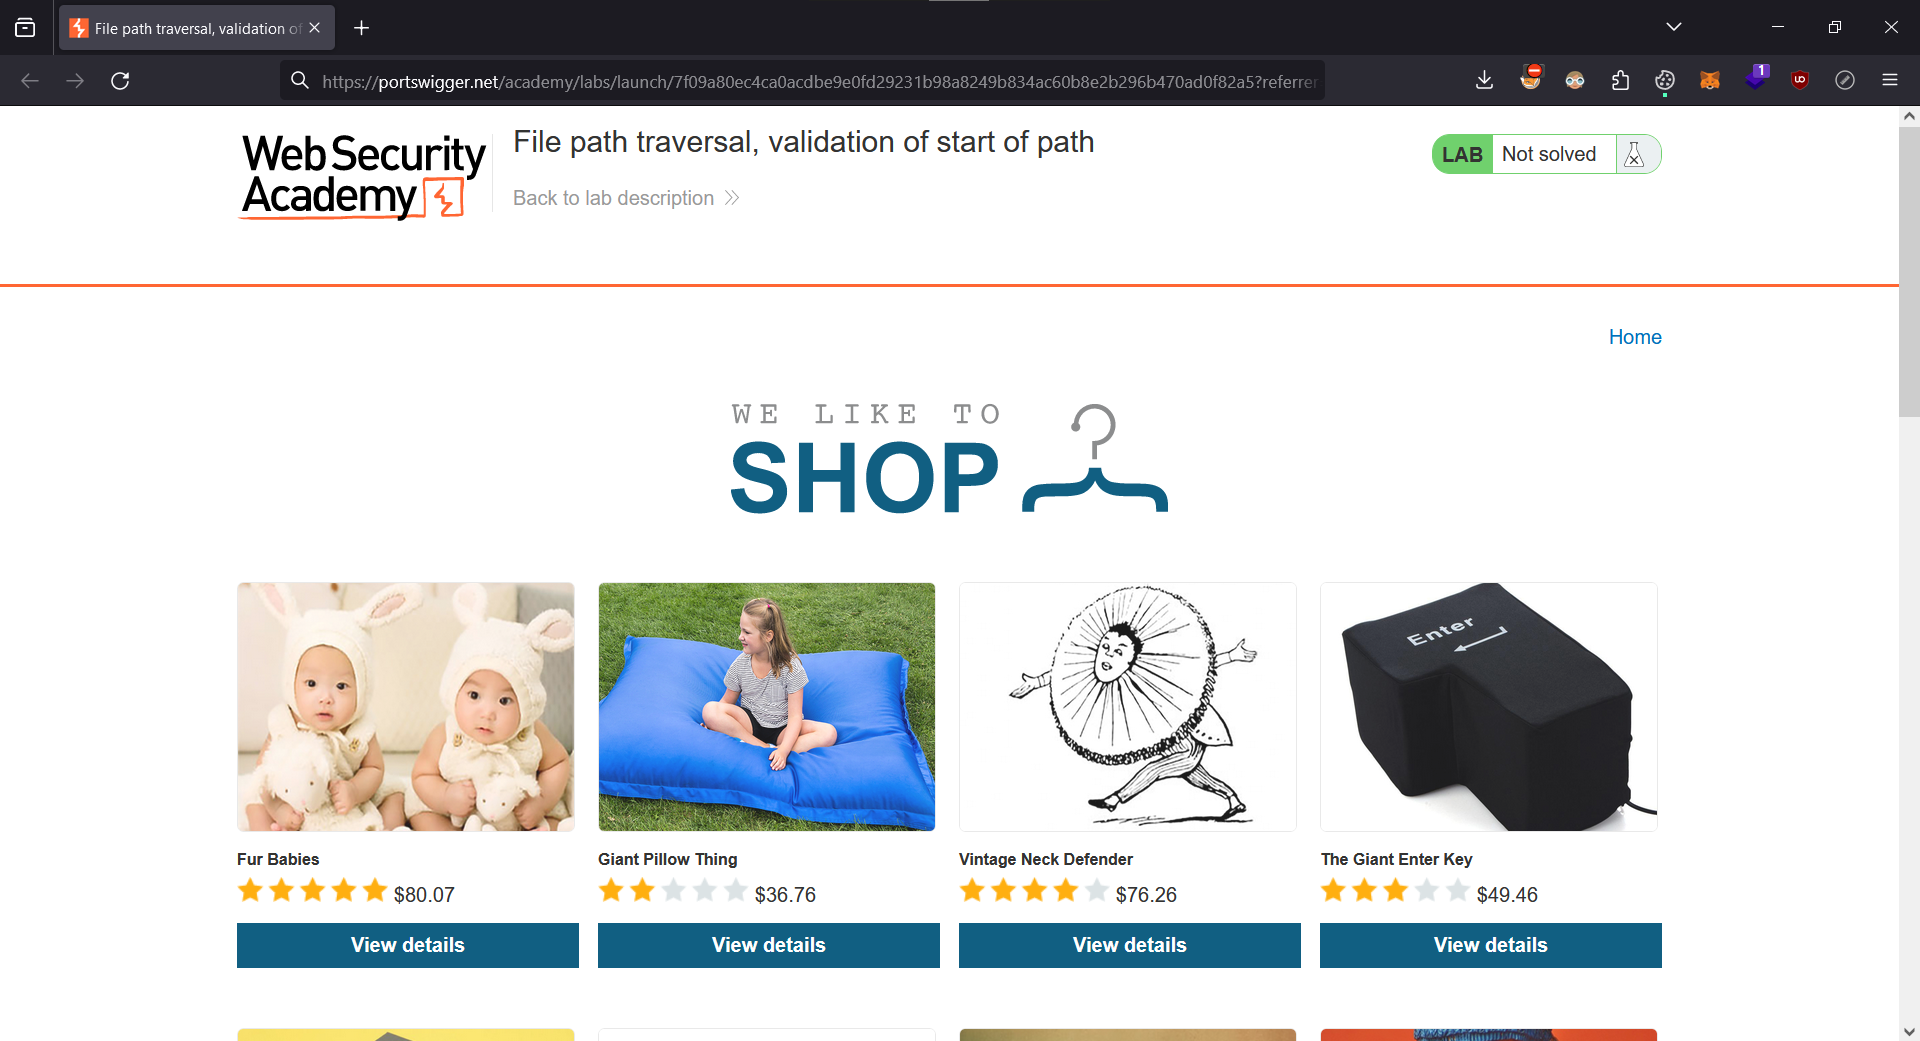 File path traversal, validation of
https://portswigger.net/academy/labs/launch/7f09a80ec4ca0acdbe9e0fd29231b98a8249b834ac60b8e2b296b470ad0f82a5?referrer
1
Web Security
Academy
File path traversal, validation of start of path
Back to lab description
LAB Not solved
Home
WE LIKE TO
SHOP
Enter
Fur Babies
$80.07
View details
Giant Pillow Thing
$36.76
View details
Vintage Neck Defender
$76.26
View details
The Giant Enter Key
$49.46
View details